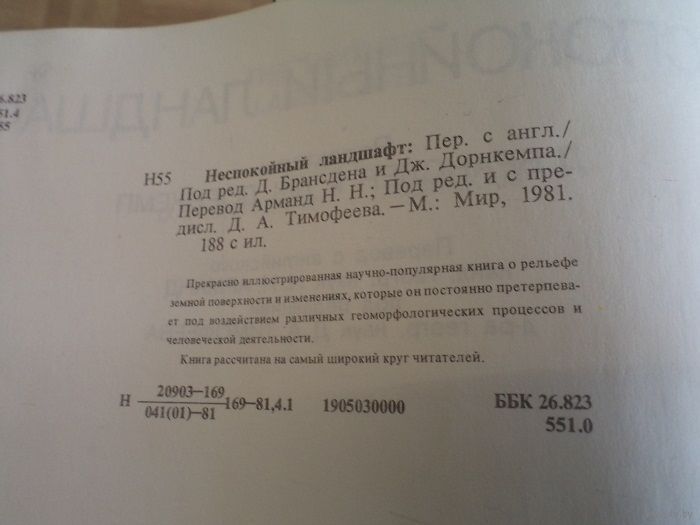 6.823
51.4
55
Н55 Неспокойный ландшафт: Пер. с англ./
Под ред. Д. Брансдена и Дж. Дорнкемпа./
Перевод Арманд Н. Н.; Под ред. и с пре-
дисл. Д. А. Тимофеева. — М.: Мир, 1981.
188 с ил.
Прекрасно иллюстрированная научно-популярная книга о рельефе
земной поверхности и изменениях, которые он постоянно претерпева-
ет под воздействием различных геоморфологических процессов и
человеческой деятельности.
Книга рассчитана на самый широкий круг читателей.
Н 20903—169
041(01)—81 169—81,4.1 1905030000
ББК 26.823
551.0